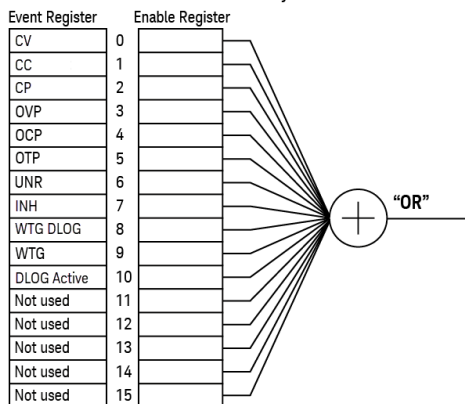 Event Register Enable Register
CV 0
CC 1
CP 2
OVP 3
OCP 4
OTP 5
UNR 6
INH 7
WTG DLOG 8
WTG 9
DLOG Active 10
Not used 11
Not used 12
Not used 13
Not used 14
Not used 15
“OR”